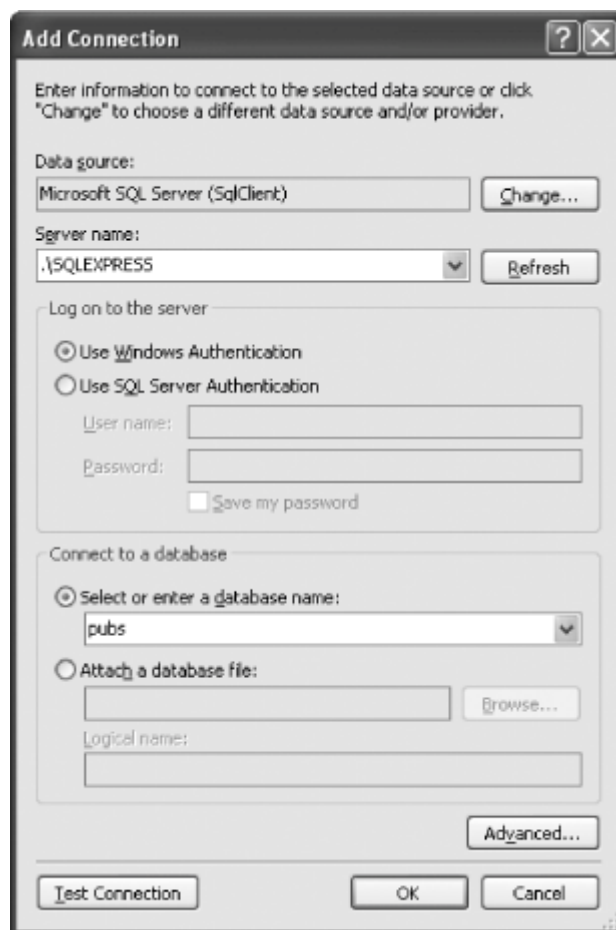 Add Connection
Enter information to connect to the selected data source or click
"Change" to choose a different data source and/or provider.
Data source:
Microsoft SQL Server (SqlClient)
Change...
Server name:
.\SQLEXPRESS
Refresh
Log on to the server
Use Windows Authentication
Use SQL Server Authentication
User name:
Password:
Save my password
Connect to a database
Select or enter a database name:
pubs
Attach a database file:
Browse...
Logical name:
Advanced...
Test Connection
OK
Cancel